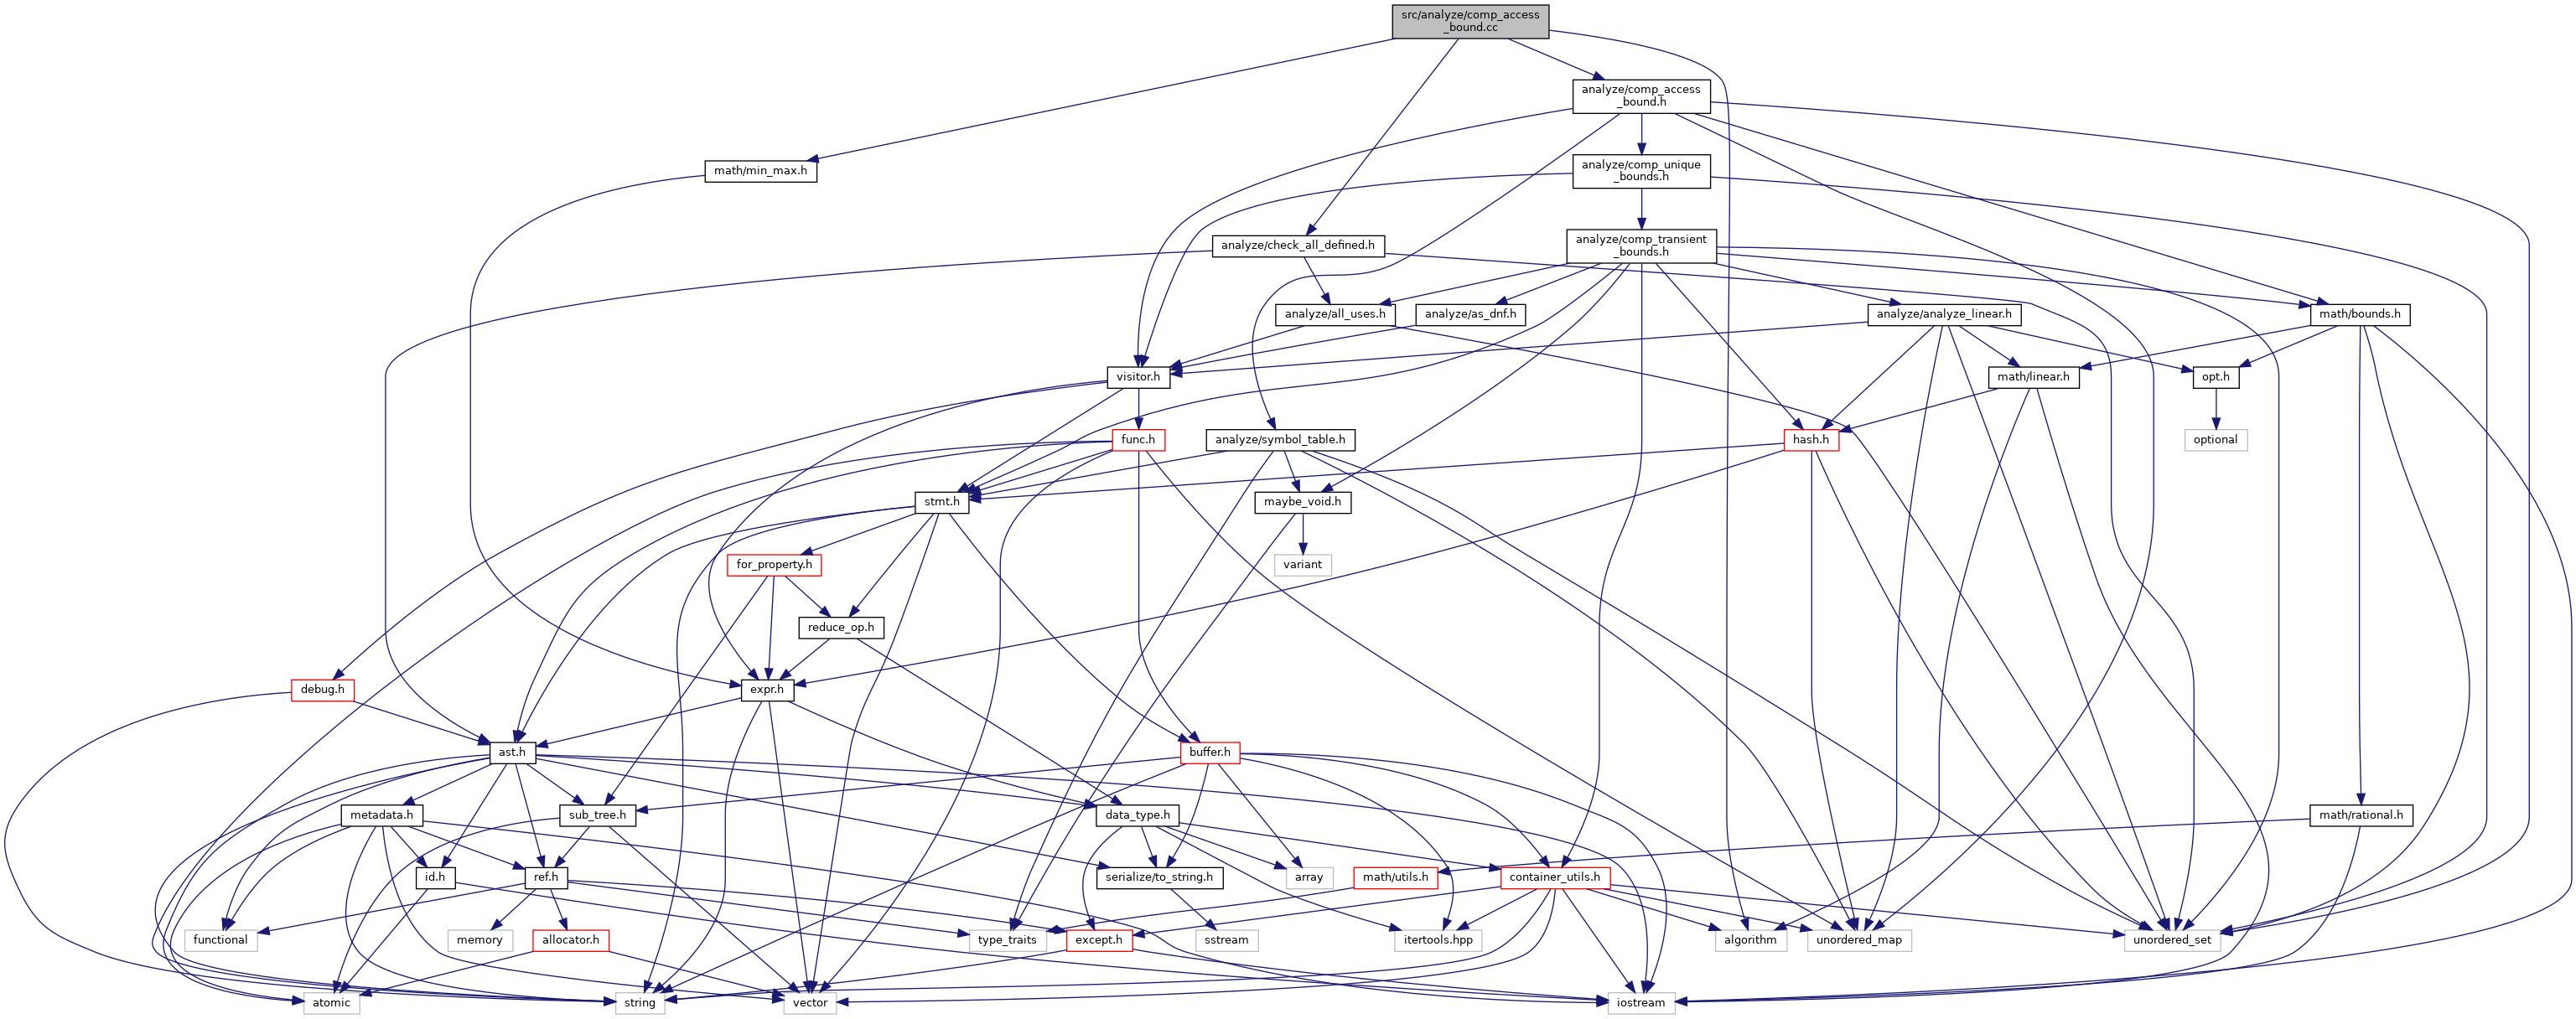 src/analyze/comp_access
_bound.cc
analyze/comp_access
_bound.h
math/min_max.h
analyze/comp_unique
_bounds.h
analyze/check_all_defined.h
analyze/comp_transient
_bounds.h
analyze/all_uses.h
analyze/as_dnf.h
analyze/analyze_linear.h
math/bounds.h
visitor.h
math/linear.h
opt.h
func.h
analyze/symbol_table.h
hash.h
optional
stmt.h
maybe_void.h
for_property.h
variant
reduce_op.h
debug.h
expr.h
ast.h
buffer.h
metadata.h
sub_tree.h
data_type.h
math/rational.h
id.h
ref.h
serialize/to_string.h
array
math/utils.h
container_utils.h
functional
memory
allocator.h
type_traits
except.h
sstream
itertools.hpp
algorithm
unordered_map
unordered_set
atomic
string
vector
iostream